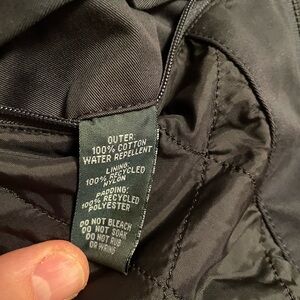 OUTER:
100% COTTON
WATER REPELLENT
LINING:
100% RECYCLED
NYLON
PADDING:
100% RECYCLED
POLYESTER
DO NOT BLEACH
DO NOT SOAK
DO NOT RUB
OR WRING